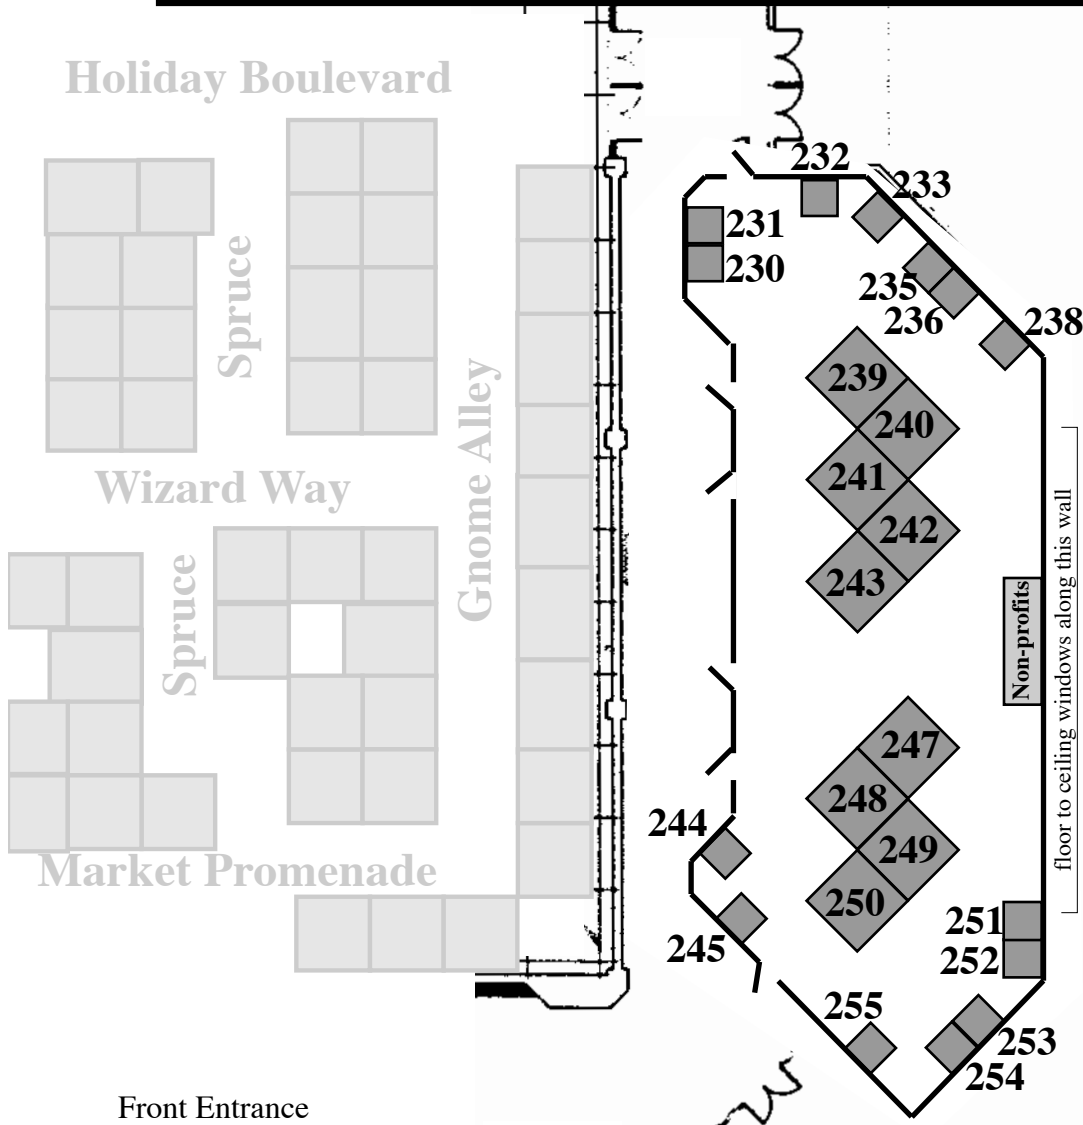 Holiday Boulevard
232
233
231
230
235
236
238
Spruce
239
240
Gnome Alley
241
242
243
Wizard Way
Spruce
Non-profits
floor to ceiling windows along this wall
247
248
244
249
250
Market Promenade
251
245
252
255
253
254
Front Entrance